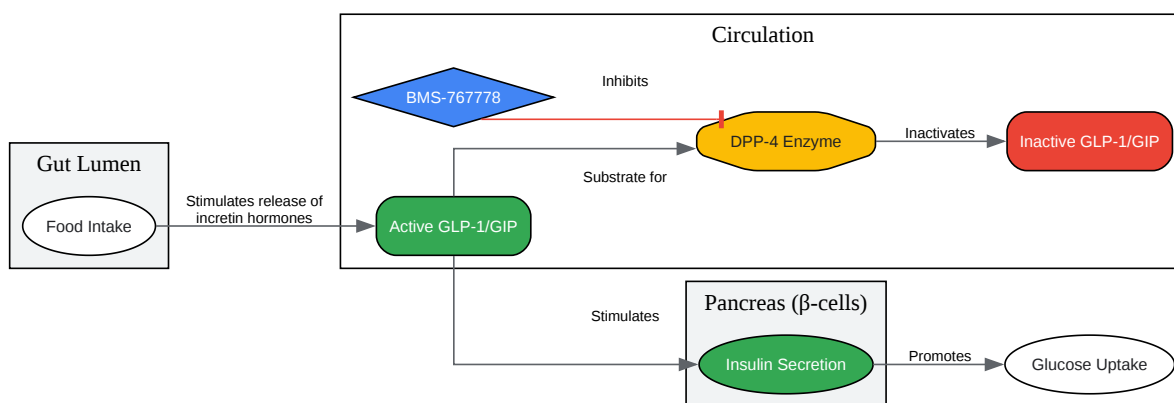 Circulation
Inhibits
BMS-767778
DPP-4 Enzyme
Inactivates
Inactive GLP-1/GIP
Gut Lumen
Substrate for
Stimulates release of
incretin hormones
Food Intake
Active GLP-1/GIP
Pancreas (β-cells)
Stimulates
Insulin Secretion
Promotes
Glucose Uptake